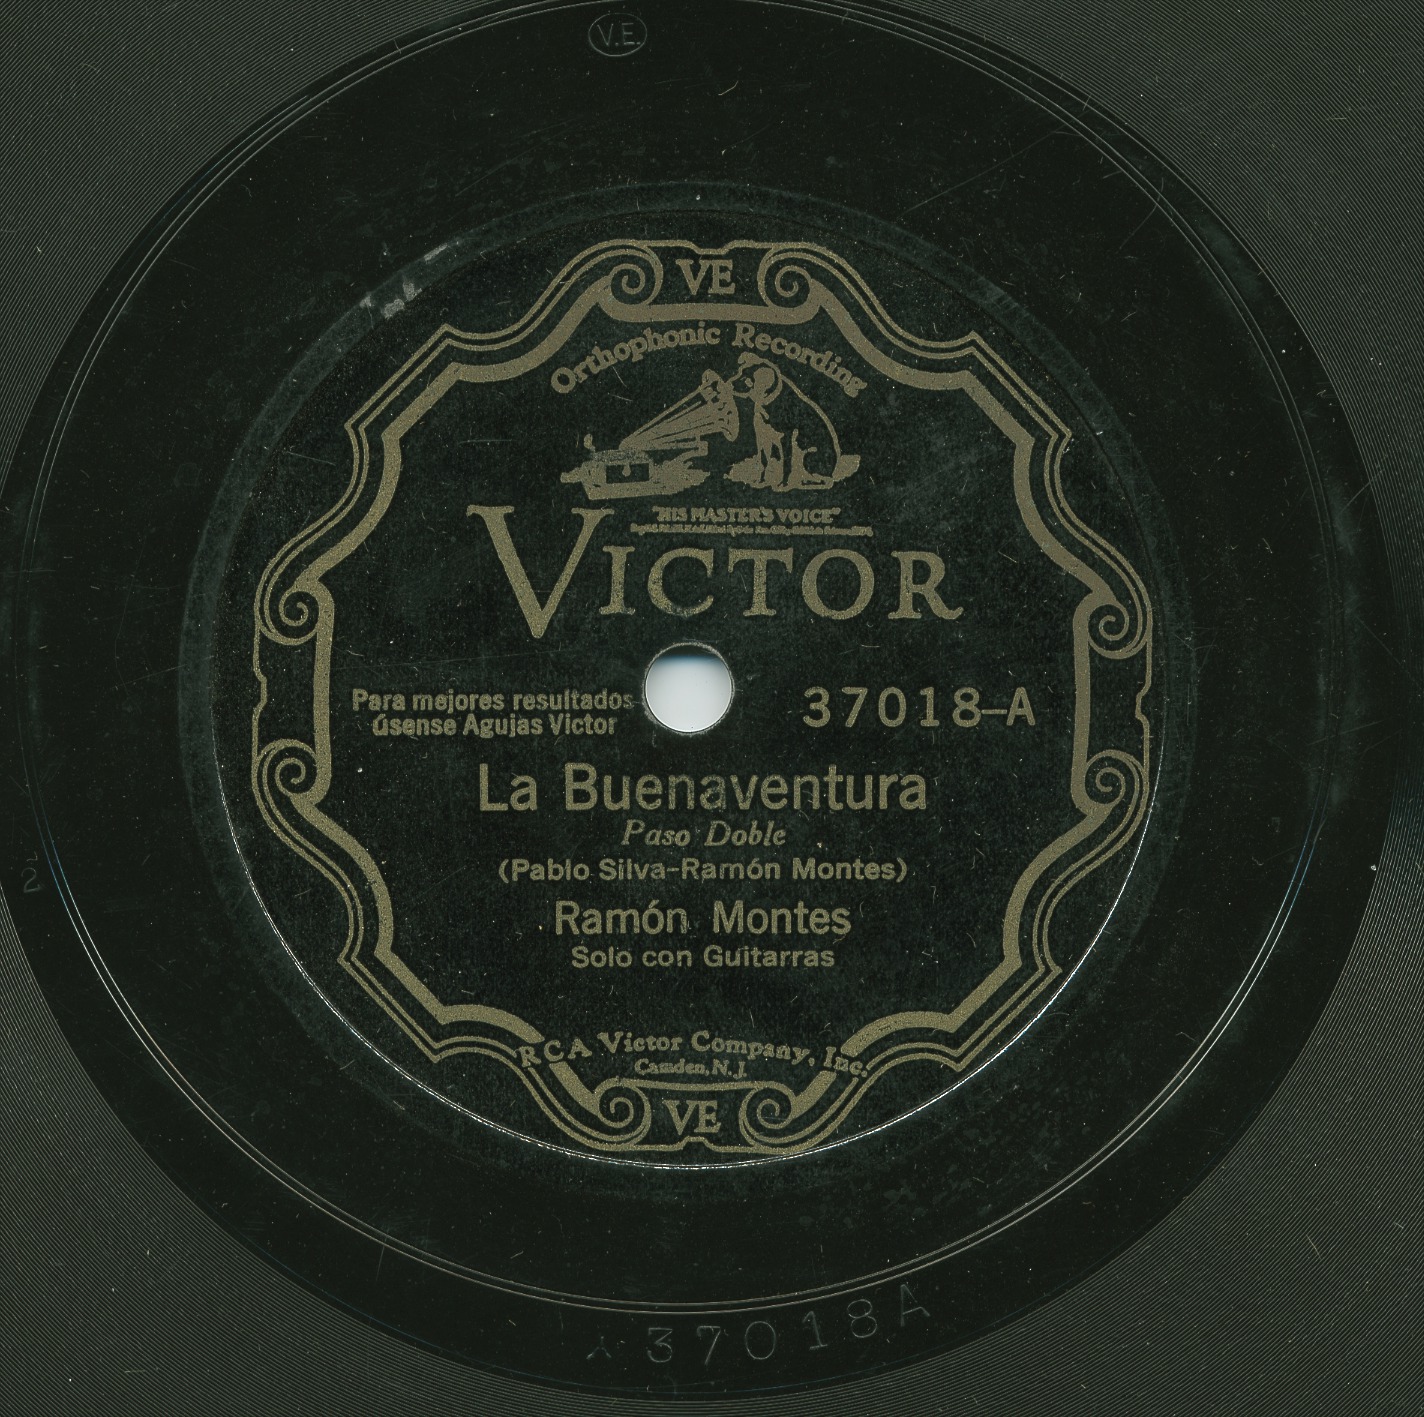 V.E.
VE
Orthophonic Recording
"HIS MASTER'S VOICE"
VICTOR
Para mejores resultados
úsense Agujas Victor
37018–A
La Buenaventura
Paso Doble
(Pablo Silva–Ramón Montes)
Ramón Montes
Solo con Guitarras
RCA Victor Company, Inc.
Camden, N.J.
VE
37018A